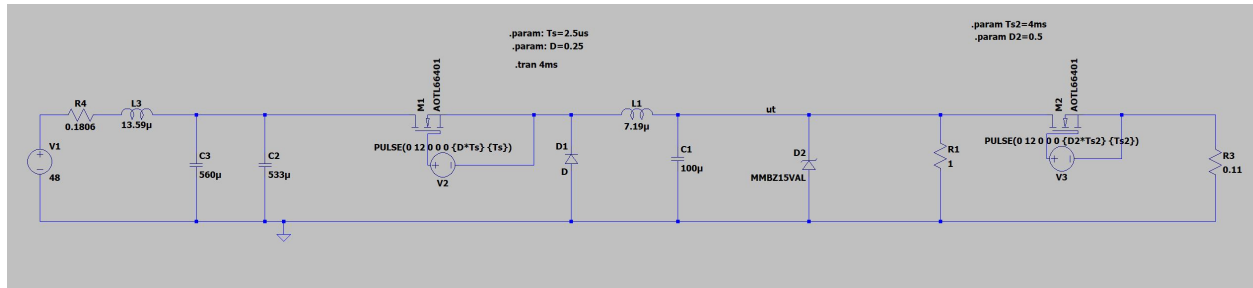 .param: Ts=2.5us
.param: D=0.25
.tran 4ms
.param Ts2=4ms
.param D2=0.5
R4
0.1806
L3
13.59µ
V1
48
C3
560µ
C2
533µ
M1
AOTL66401
PULSE(0 12 0 0 0 {D*Ts} {Ts})
V2
D1
D
L1
7.19µ
C1
100µ
ut
D2
MMBZ15VAL
R1
1
M2
AOTL66401
PULSE(0 12 0 0 0 {D2*Ts2} {Ts2})
V3
R3
0.11